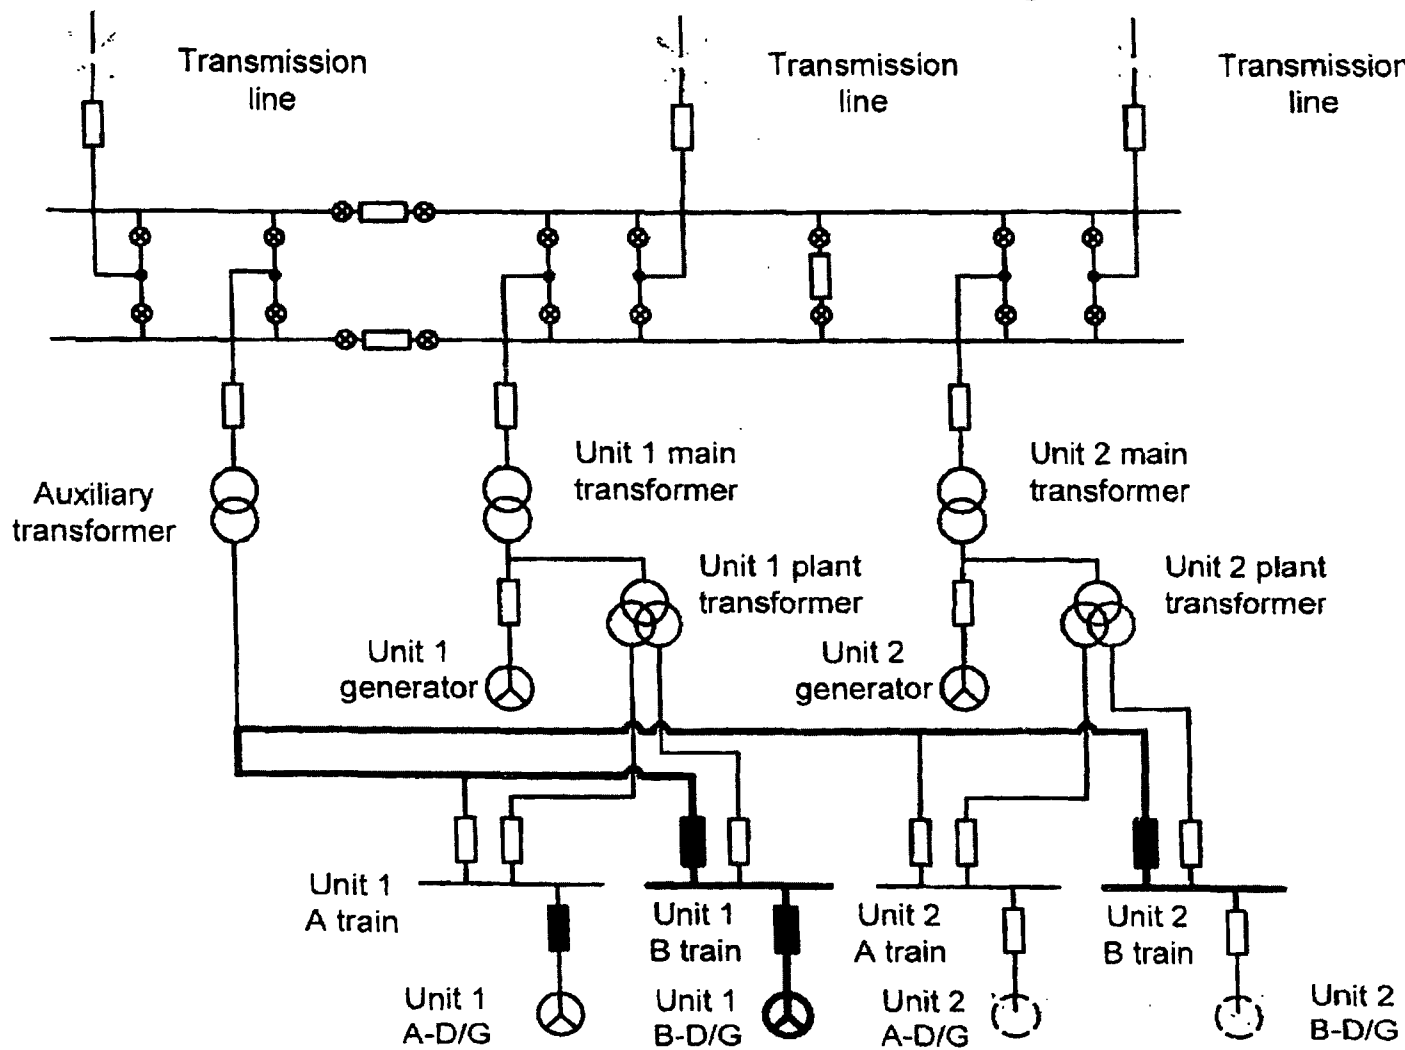 Transmission
line
Transmission
line
Transmission
line
Auxiliary
transformer
Unit 1 main
transformer
Unit 2 main
transformer
Unit 1 plant
transformer
Unit 2 plant
transformer
Unit 1
generator
Unit 2
generator
Unit 1
A train
Unit 1
B train
Unit 2
A train
Unit 2
B train
Unit 1
A-D/G
Unit 1
B-D/G
Unit 2
A-D/G
Unit 2
B-D/G